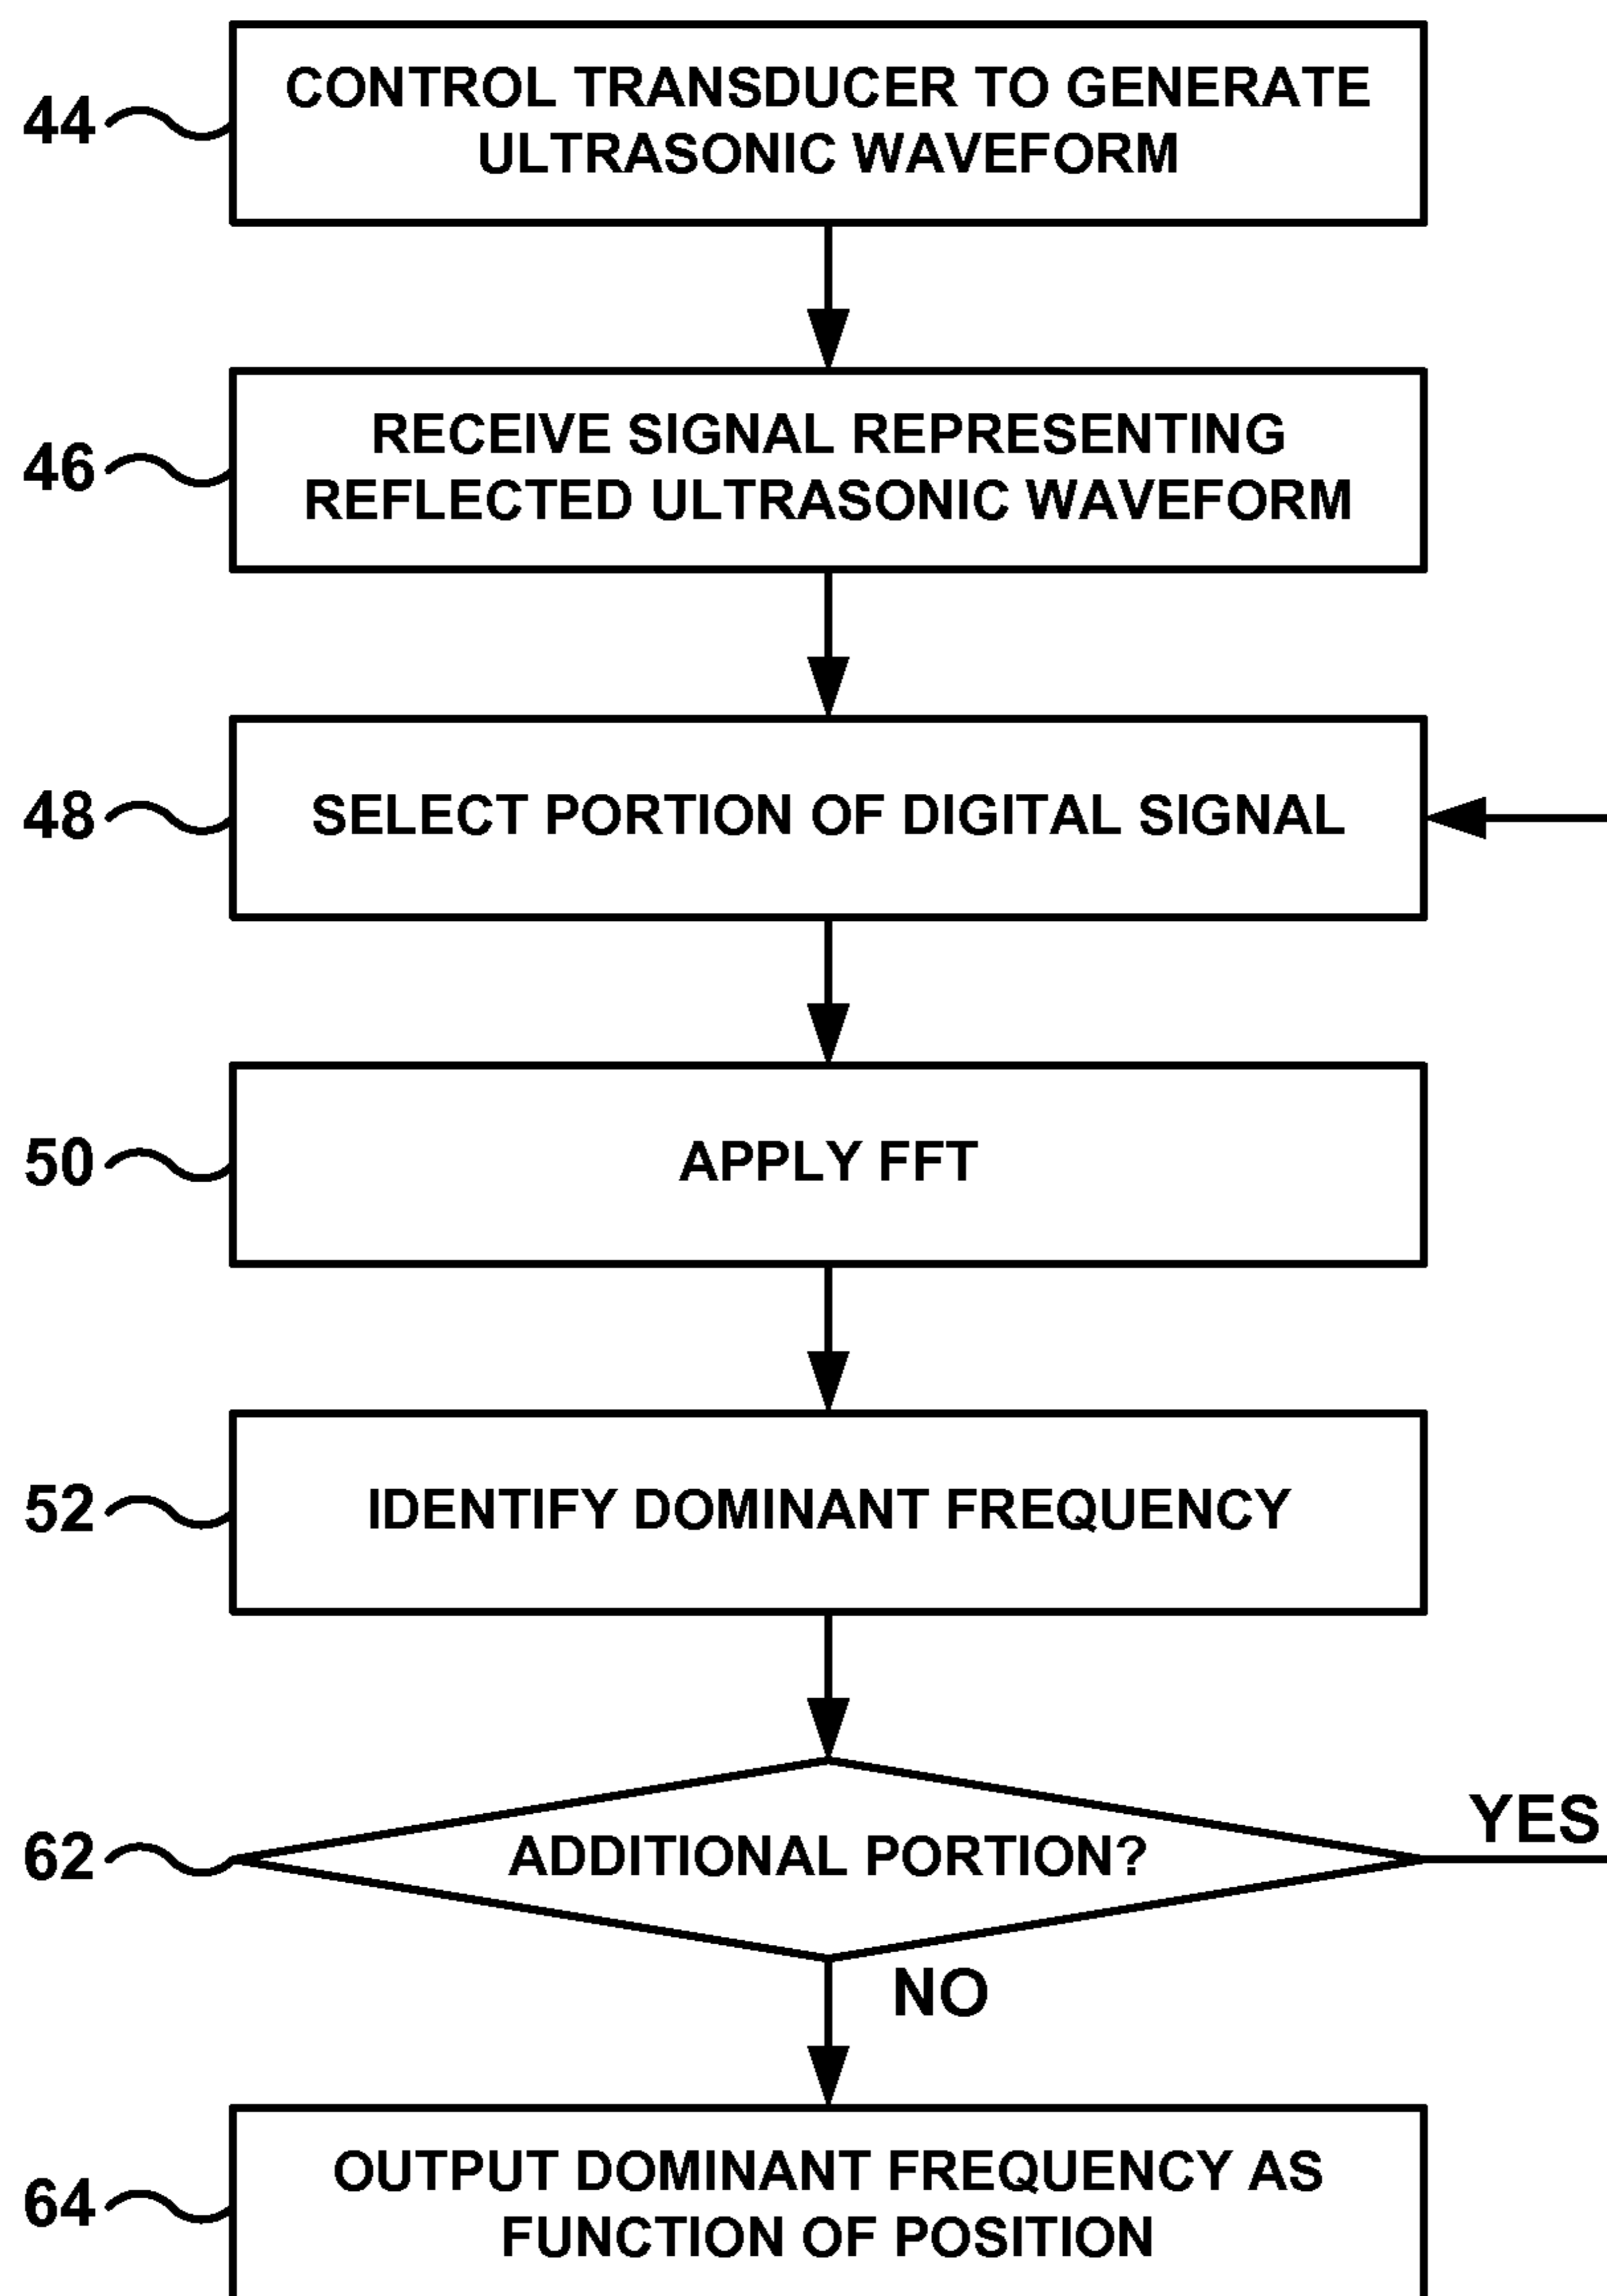 44
CONTROL TRANSDUCER TO GENERATE
ULTRASONIC WAVEFORM
46
RECEIVE SIGNAL REPRESENTING
REFLECTED ULTRASONIC WAVEFORM
48
SELECT PORTION OF DIGITAL SIGNAL
50
APPLY FFT
52
IDENTIFY DOMINANT FREQUENCY
62
ADDITIONAL PORTION?
YES
NO
64
OUTPUT DOMINANT FREQUENCY AS
FUNCTION OF POSITION